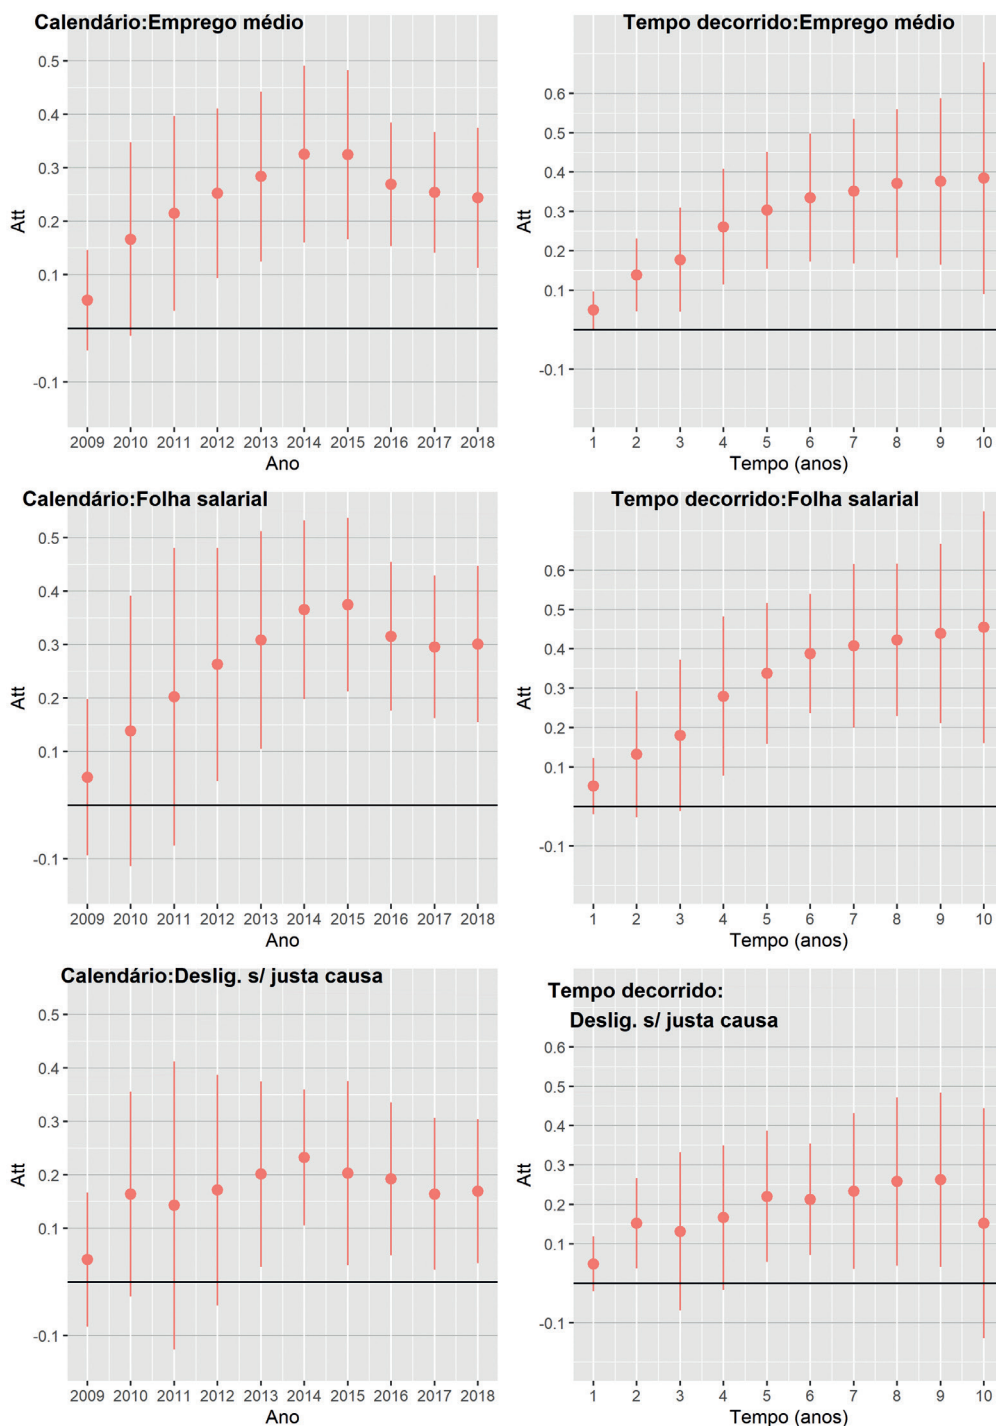 Calendário:Emprego médio
0.5
0.4
0.3
0.2
0.1
-0.1
Att
2009 2010 2011 2012 2013 2014 2015 2016 2017 2018
Ano
Tempo decorrido:Emprego médio
0.6
0.5
0.4
0.3
0.2
0.1
-0.1
Att
1 2 3 4 5 6 7 8 9 10
Tempo (anos)
Calendário:Folha salarial
0.5
0.4
0.3
0.2
0.1
-0.1
Att
2009 2010 2011 2012 2013 2014 2015 2016 2017 2018
Ano
Tempo decorrido:Folha salarial
0.6
0.5
0.4
0.3
0.2
0.1
-0.1
Att
1 2 3 4 5 6 7 8 9 10
Tempo (anos)
Calendário:Deslig. s/ justa causa
0.5
0.4
0.3
0.2
0.1
-0.1
Att
2009 2010 2011 2012 2013 2014 2015 2016 2017 2018
Ano
Tempo decorrido:
Deslig. s/ justa causa
0.6
0.5
0.4
0.3
0.2
0.1
-0.1
Att
1 2 3 4 5 6 7 8 9 10
Tempo (anos)